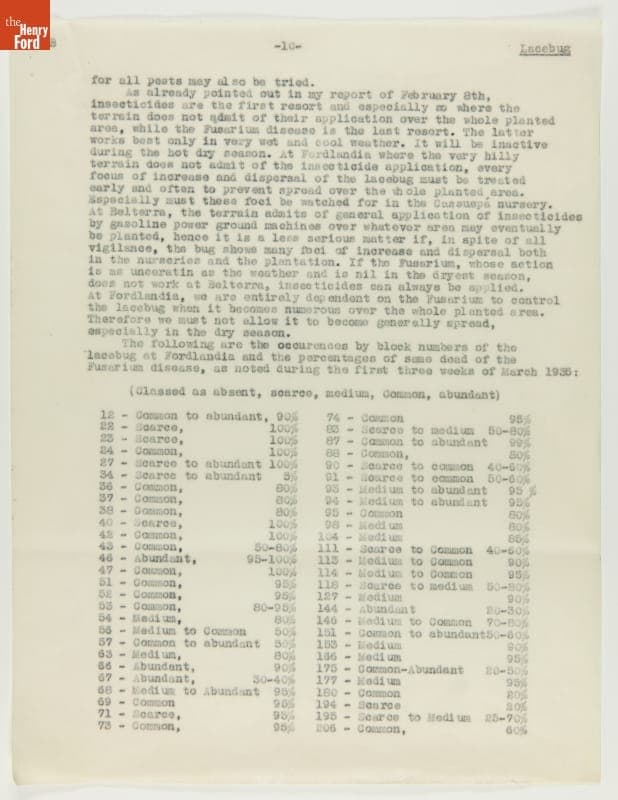 the
Henry
Ford
-10-
Lacebug
for all pests may also be tried.
As already pointed out in my report of February 8th,
insecticides are the first resort and especially so where the
terrain does not admit of their application over the whole planted
area, while the Fusarium disease is the last resort. The latter
works best only in very wet and cool weather. It will be inactive
during the hot dry season. At Fordlandia where the very hilly
terrain does not admit of the insecticide application, every
focus of increase and dispersal of the lacebug must be treated
early and often to prevent spread over the whole planted area.
Especially must these foci be watched for in the nursery.
At Belterra, the terrain admits of general application of insecticides
by gasoline power ground machines over whatever area may eventually
be planted, hence it is a less serious matter if, in spite of all
vigilance, the bug shows many foci of increase and dispersal both
in the nurseries and the plantation. If the Fusarium, whose action
is as unceratin as the weather and is nil in the dryest season,
does not work at Belterra, insecticides can always be applied.
At Fordlandia, we are entirely dependent on the Fusarium to control
the lacebug when it becomes numerous over the whole planted area.
Therefore we must not allow it to become generally spread,
especially in the dry season.
The following are the occurences by block numbers of the
lacebug at Fordlandia and the percentages of same dead of the
Fusarium disease, as noted during the first three weeks of March 1935:
(Classed as absent, scarce, medium, Common, abundant)
12 - Common to abundant, 90%
22 - Scarce, 100%
23 - Scarce, 100%
24 - Common, 100%
27 - Scarce to abundant 100%
34 - Scarce to abundant 5%
36 - Common, 80%
37 - Common, 80%
38 - Common, 80%
40 - Scarce, 100%
42 - Common, 100%
43 - Common, 50-80%
46 - Abundant, 95-100%
47 - Common, 100%
51 - Common, 95%
52 - Common, 95%
53 - Common, 80-95%
54 - Medium, 80%
56 - Medium to Common 50%
57 - Common to abundant 50%
63 - Medium, 80%
66 - Abundant, 90%
67 - Abundant, 30-40%
68 - Medium to Abundant 95%
69 - Common 95%
71 - Scarce, 95%
73 - Common, 95%
74 - Common 95%
83 - Scarce to medium 50-80%
87 - Common to abundant 99%
88 - Common, 80%
90 - Scarce to common 40-60%
91 - Scarce to common 50-60%
93 - Medium to abundant 95 %
94 - Medium to abundant 95%
95 - Common 80%
98 - Medium 80%
104 - Medium 85%
111 - Scarce to Common 40-60%
113 - Medium to Common 90%
114 - Medium to Common 95%
118 - Scarce to medium 50-80%
127 - Medium 90%
144 - Abundant 20-30%
146 - Medium to Common 70-80%
151 - Common to abundant50-60%
153 - Medium 90%
166 - Medium 95%
175 - Common-Abundant 20-50%
177 - Medium 95%
180 - Common 20%
194 - Scarce 20%
195 - Scarce to Medium 25-70%
206 - Common, 60%